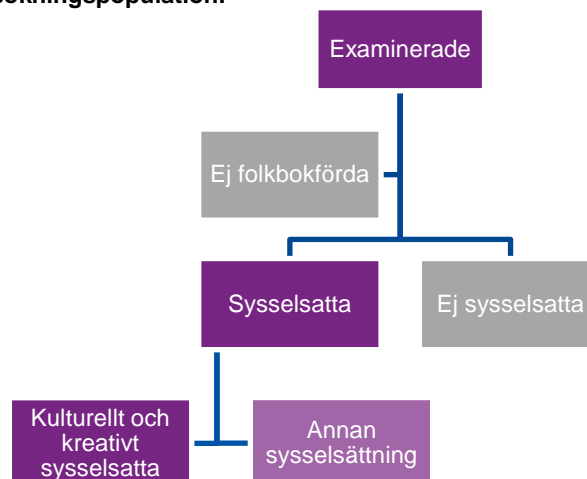 Examinerade
Ej folkbokförda
Sysselsatta
Ej sysselsatta
Kulturellt och
kreativt
sysselsatta
Annan
sysselsättning